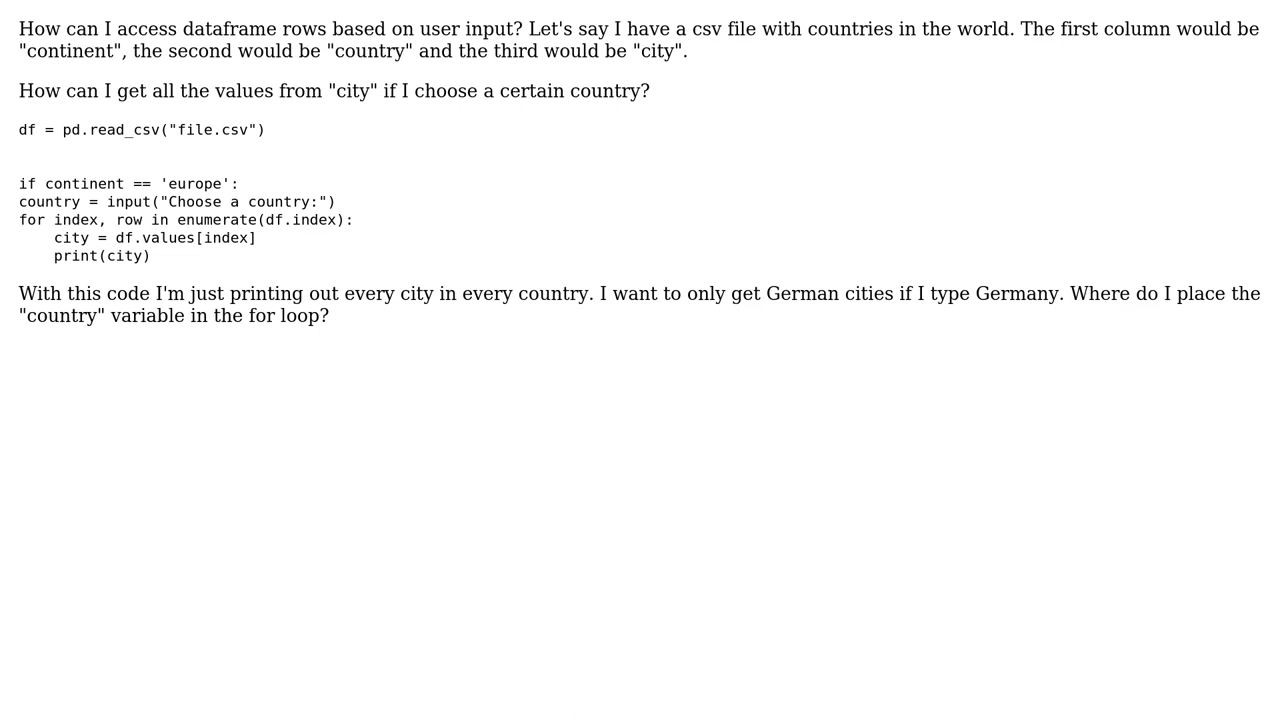 How can I access dataframe rows based on user input? Let's say I have a csv file with countries in the world. The first column would be
"continent", the second would be "country" and the third would be "city".
How can I get all the values from "city" if I choose a certain country?
df = pd.read_csv("file.csv")
if continent == 'europe':
country = input("Choose a country:")
for index, row in enumerate(df.index):
    city = df.values[index]
    print(city)
With this code I'm just printing out every city in every country. I want to only get German cities if I type Germany. Where do I place the
"country" variable in the for loop?